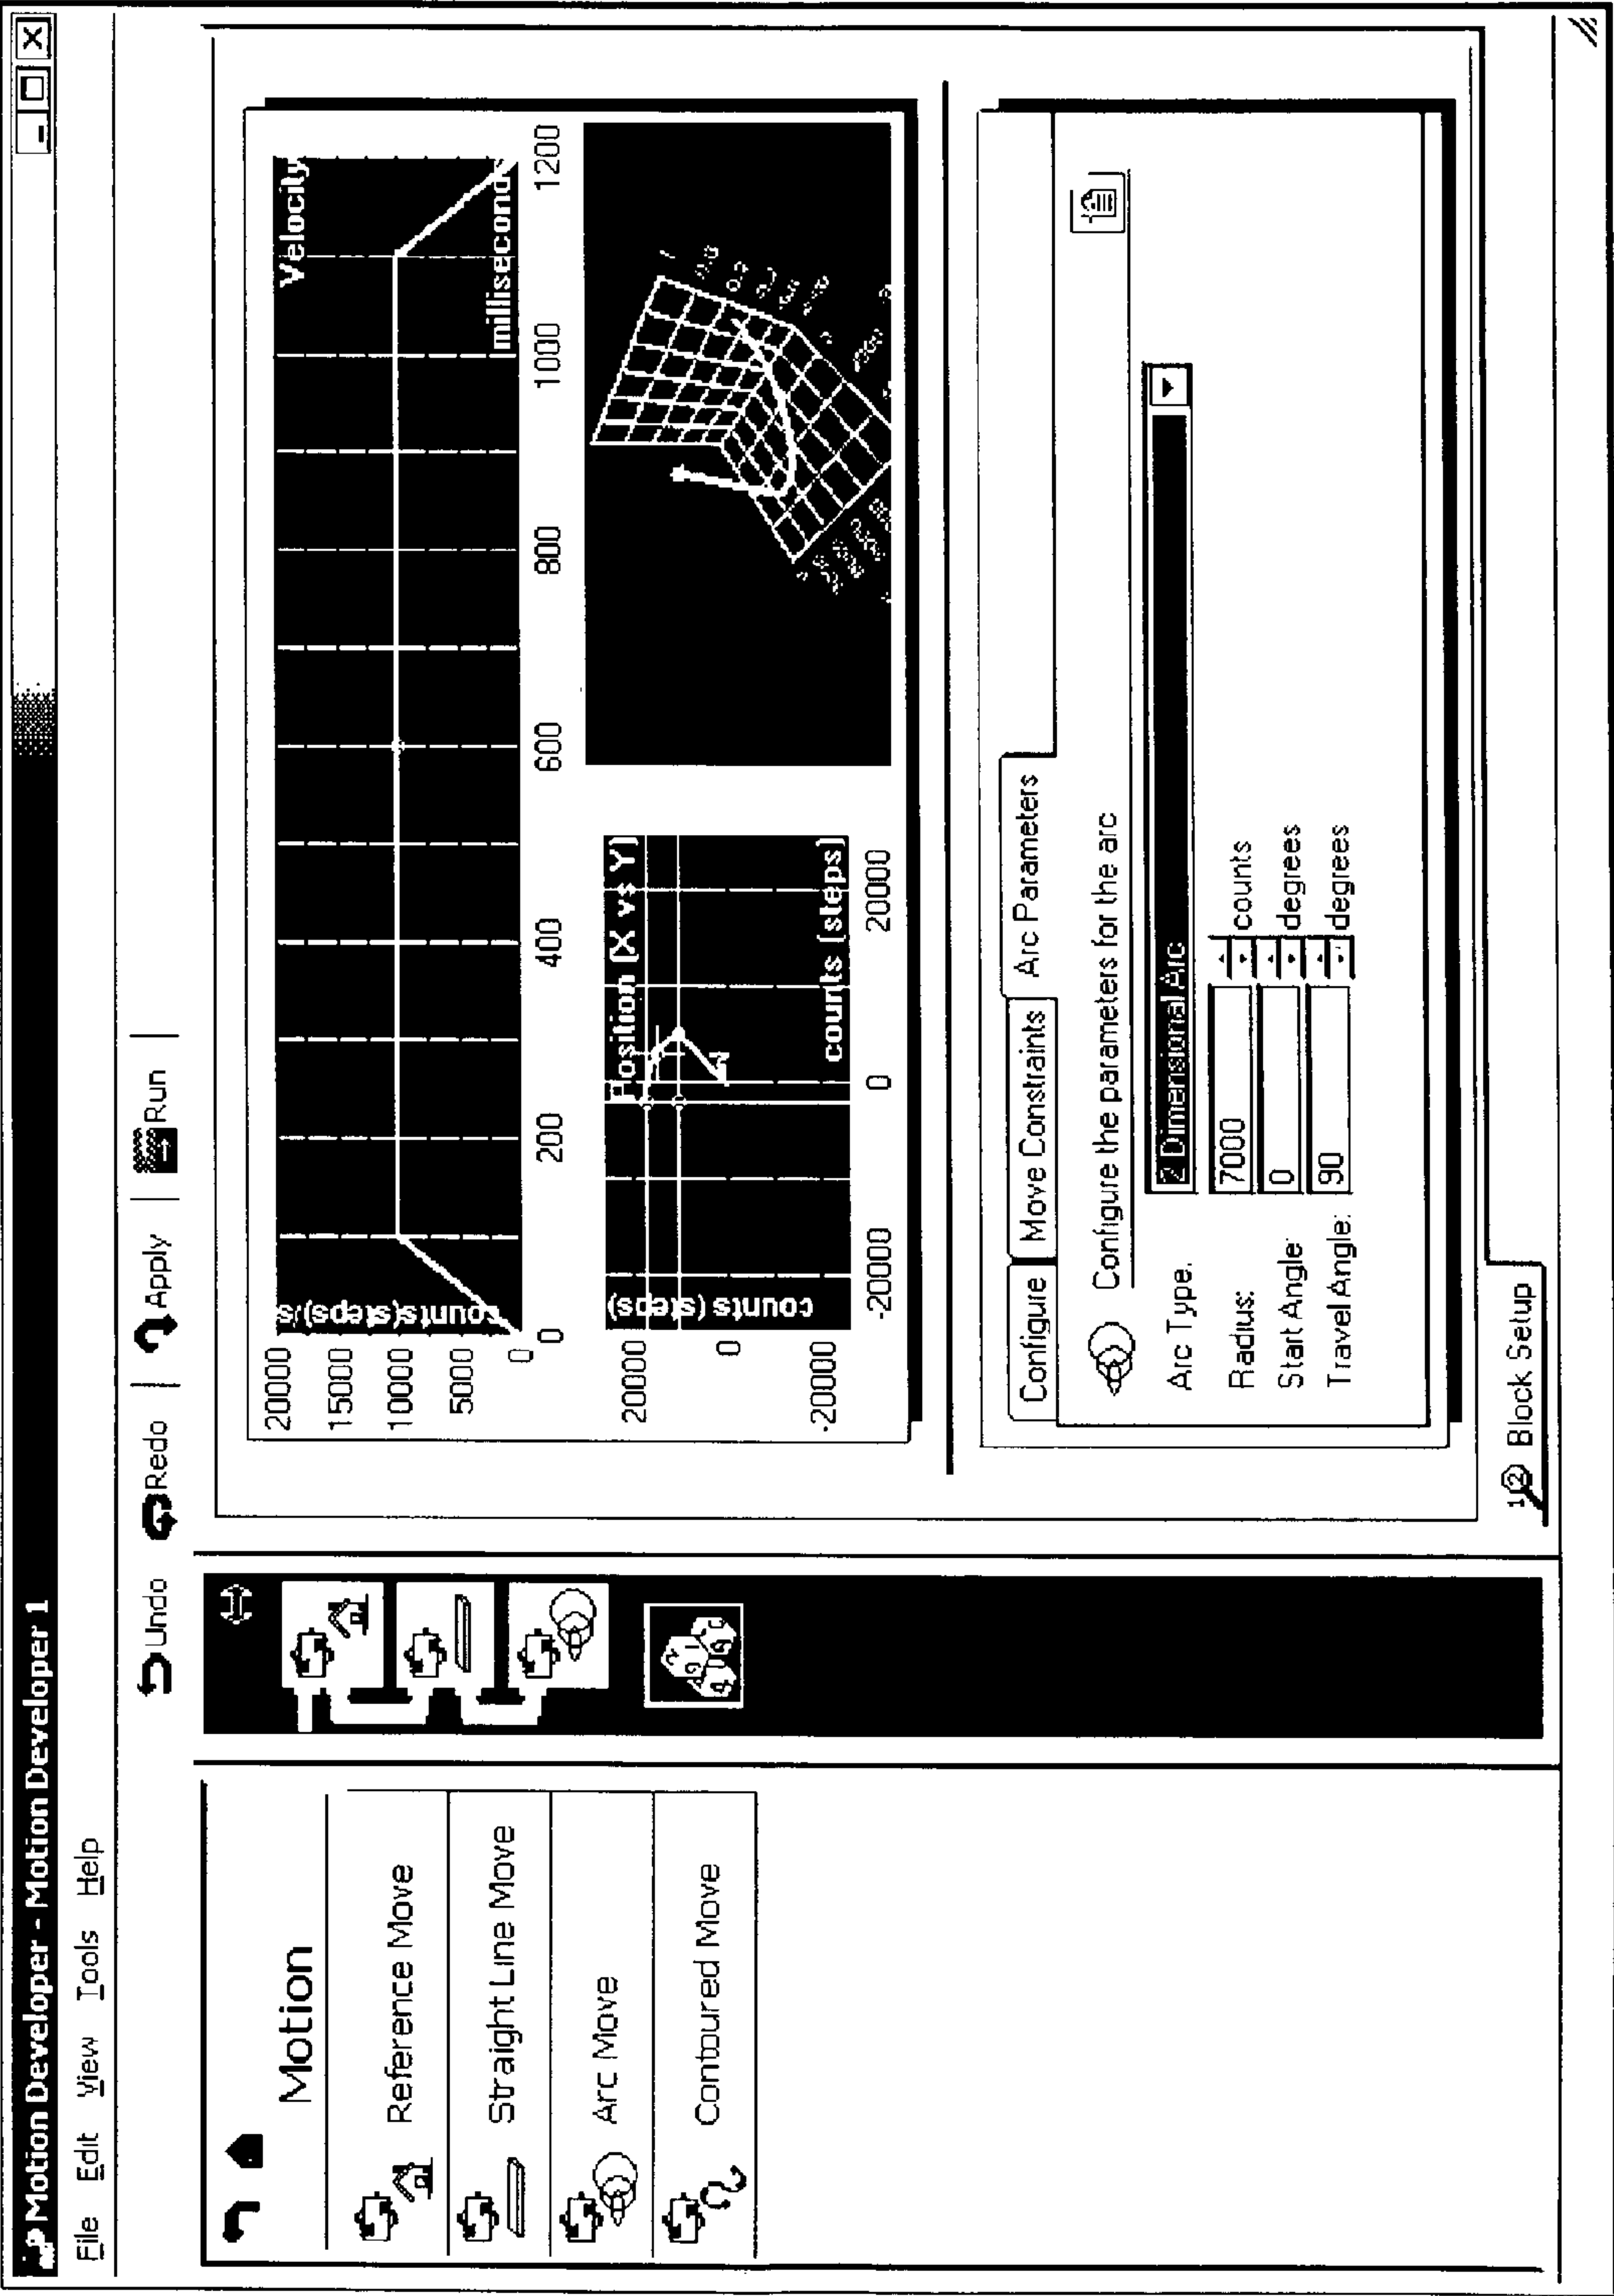 Motion Developer - Motion Developer 1
File Edit View Tools Help
Undo Redo Apply Run
Motion
Reference Move
Straight Line Move
Arc Move
Contoured Move
Velocity
counts(steps)/s
20000
15000
10000
5000
0
0 200 400 600 800 1000 1200
millisecond
Position (X vs Y)
counts (steps)
20000
0
-20000
-20000 0 20000
counts (steps)
Configure Move Constraints Arc Parameters
Configure the parameters for the arc
Arc Type:
2 Dimensional Arc
Radius: 7000 counts
Start Angle: 0 degrees
Travel Angle: 90 degrees
Block Setup